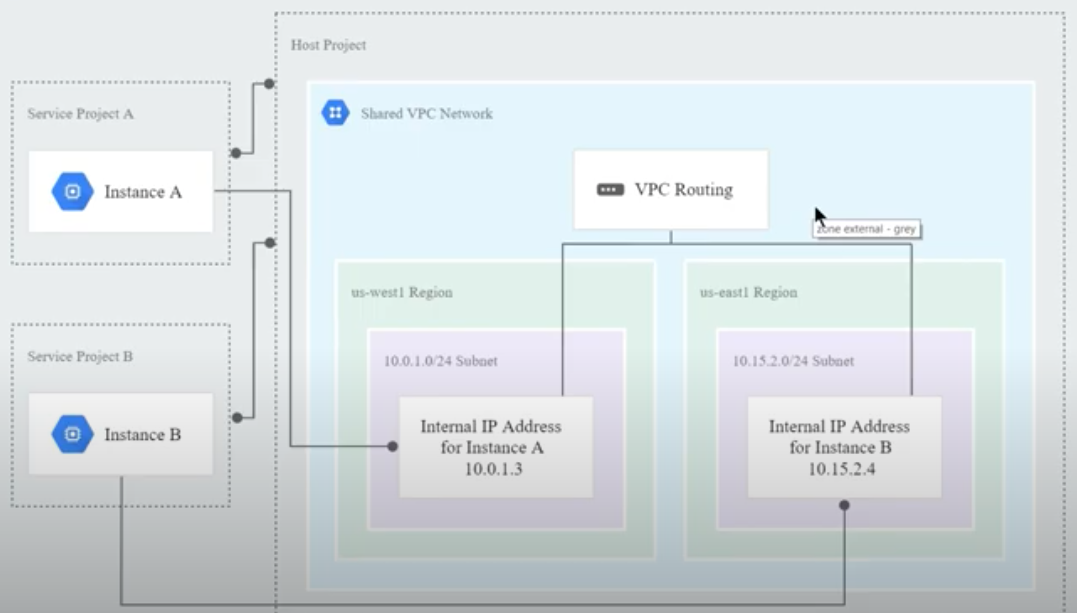 Host Project
Service Project A
Shared VPC Network
Instance A
VPC Routing
zone external - grey
us-west1 Region
us-east1 Region
Service Project B
10.0.1.0/24 Subnet
10.15.2.0/24 Subnet
Instance B
Internal IP Address
for Instance A
10.0.1.3
Internal IP Address
for Instance B
10.15.2.4